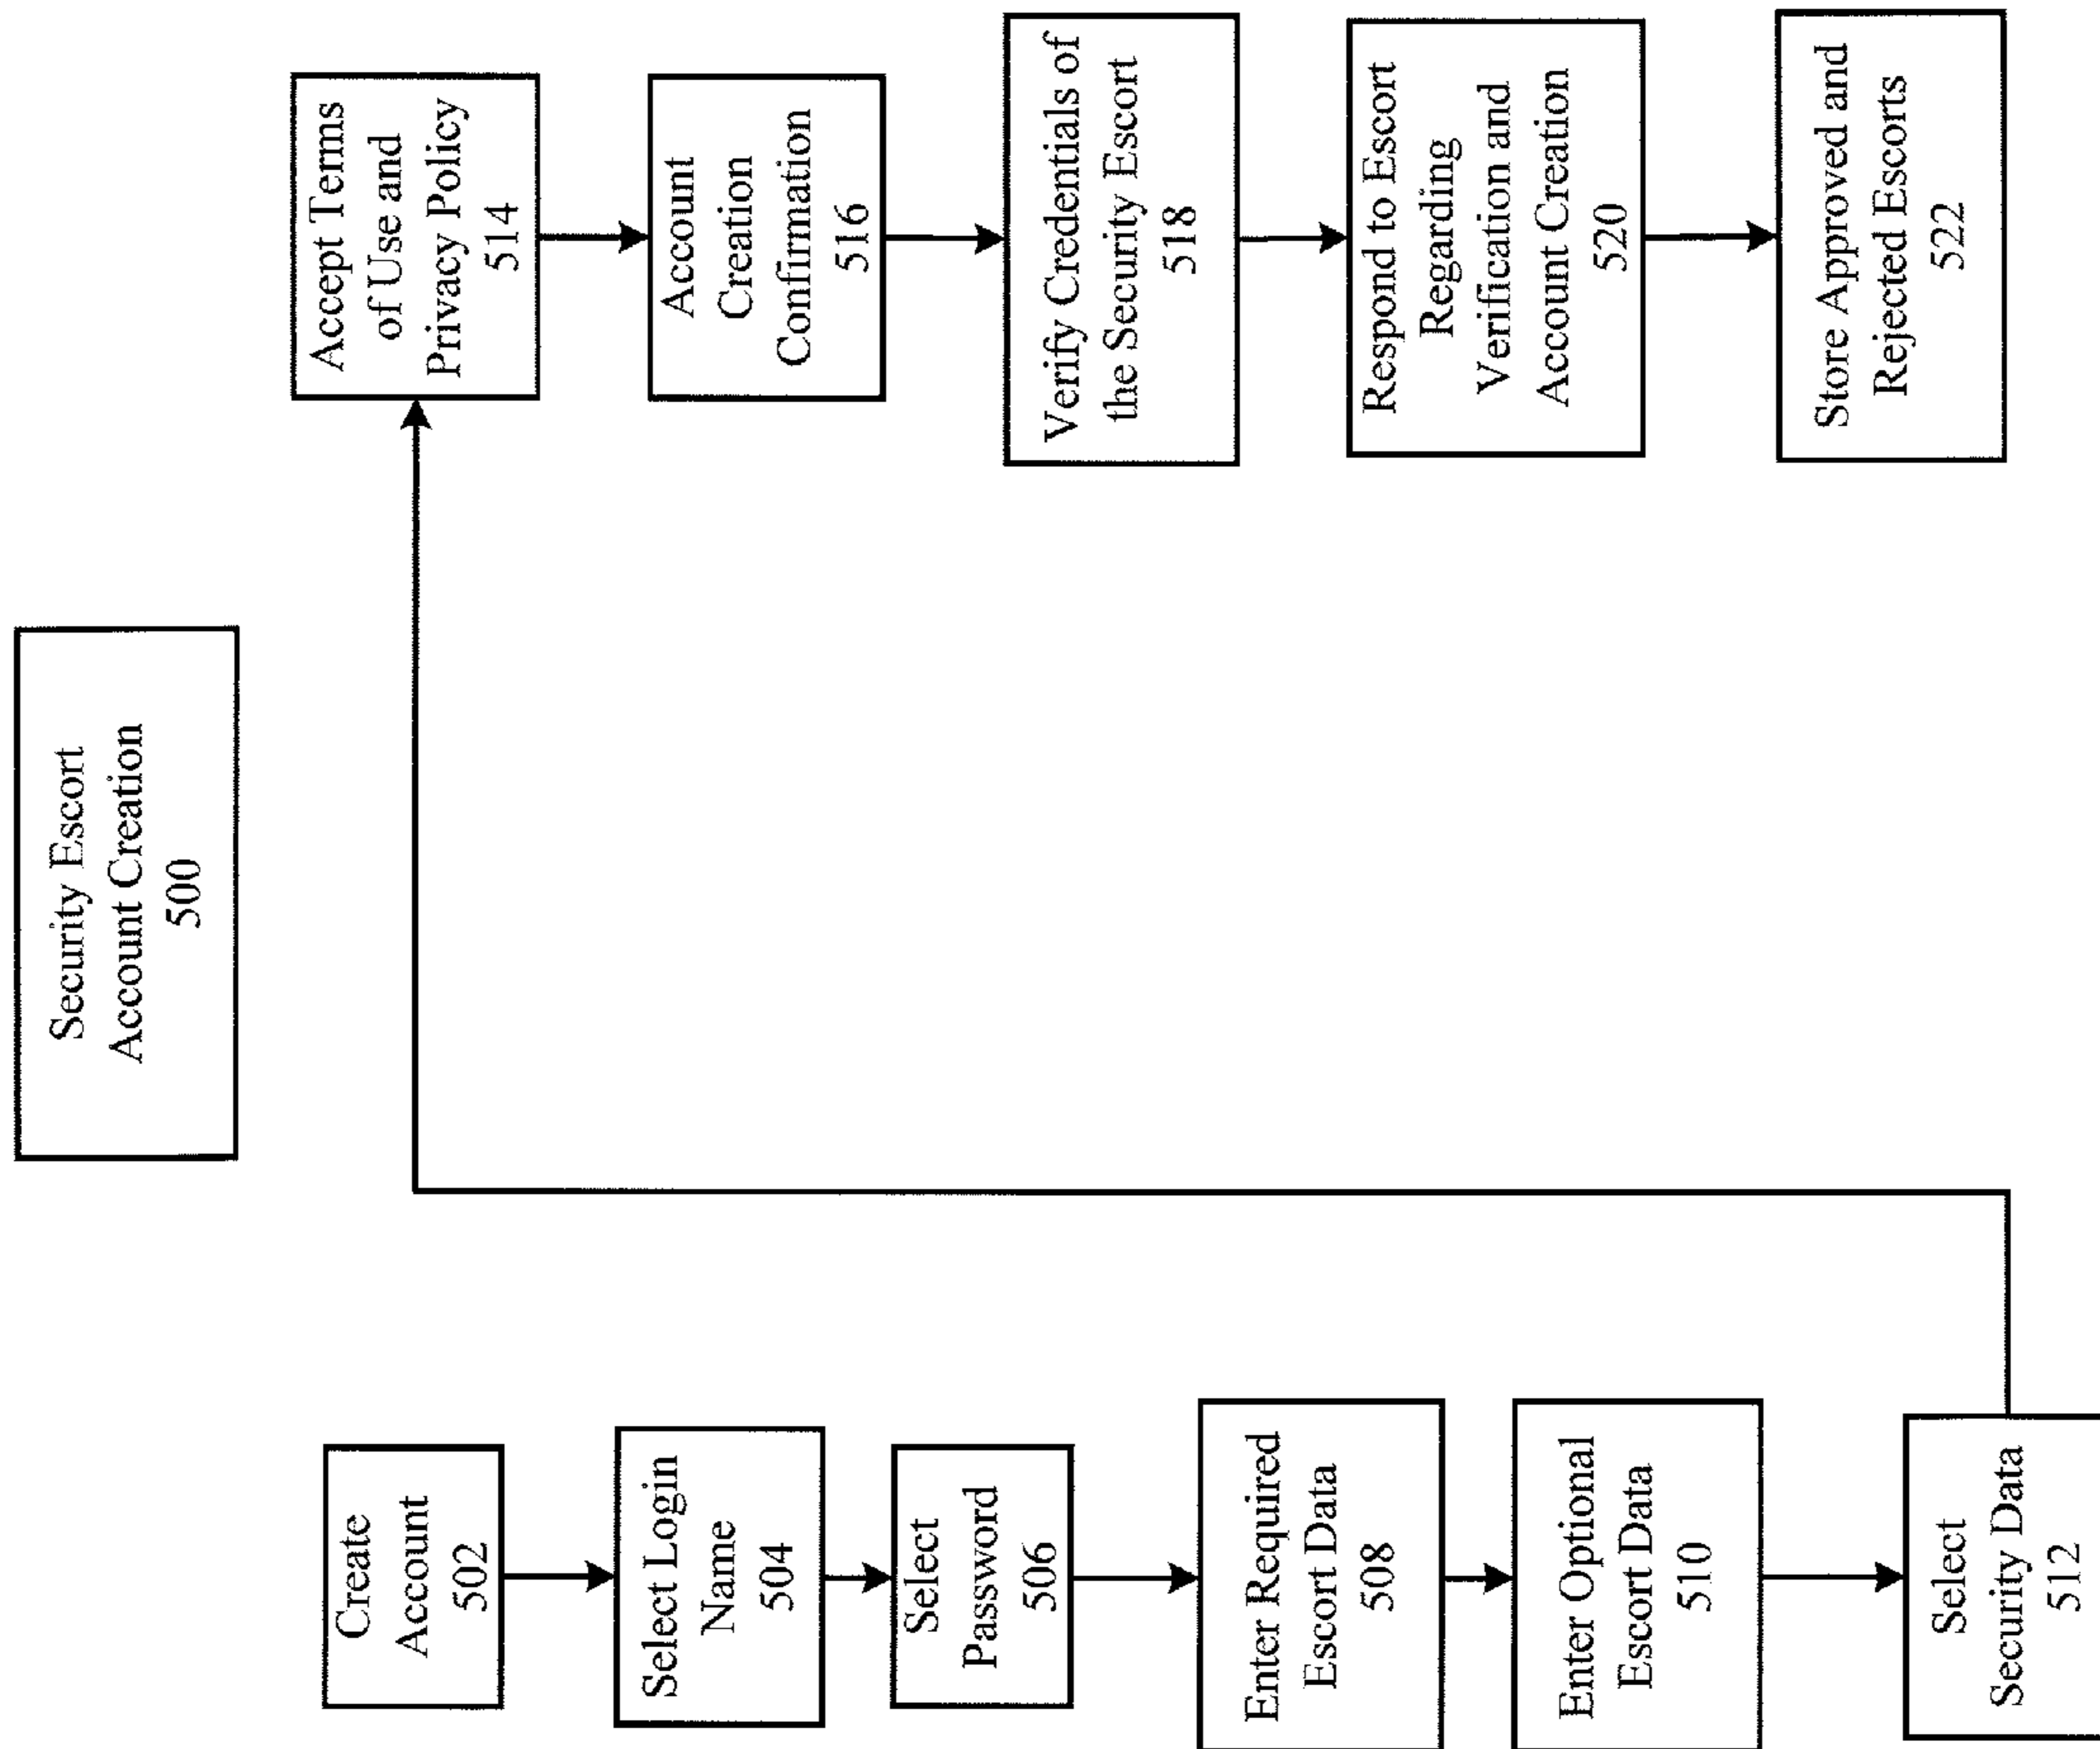 Security Escort
Account Creation
500
Create
Account
502
Select Login
Name
504
Select
Password
506
Enter Required
Escort Data
508
Enter Optional
Escort Data
510
Select
Security Data
512
Accept Terms
of Use and
Privacy Policy
514
Account
Creation
Confirmation
516
Verify Credentials of
the Security Escort
518
Respond to Escort
Regarding
Verification and
Account Creation
520
Store Approved and
Rejected Escorts
522